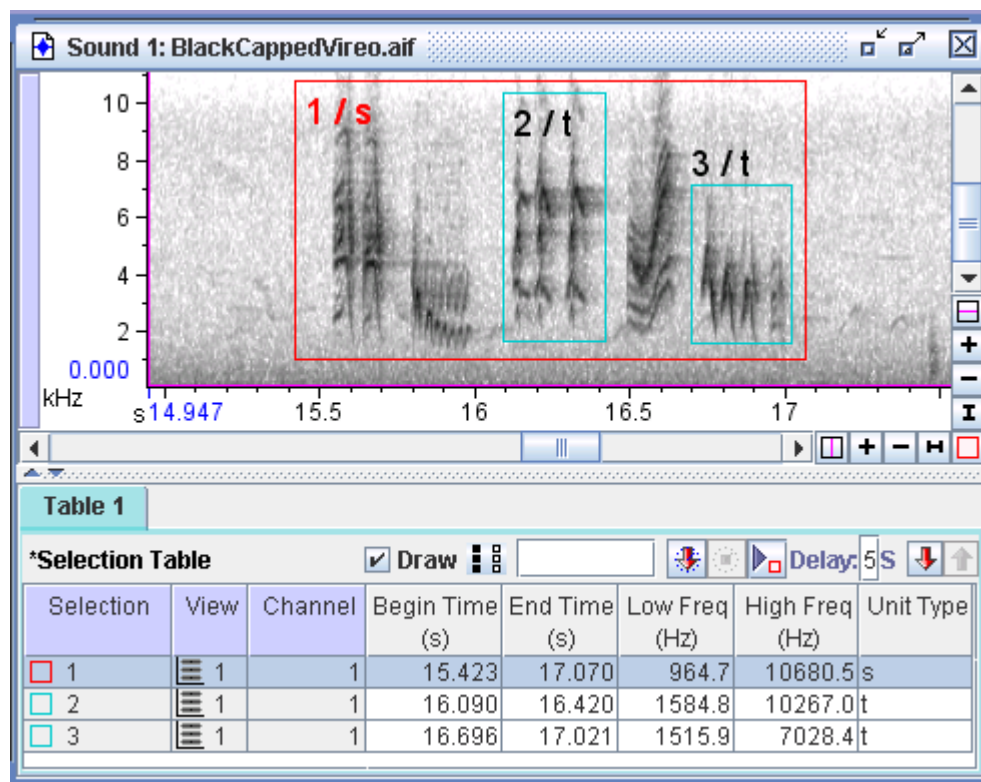 Sound 1: BlackCappedVireo.aif
10
1 / s
2 / t
8
3 / t
6
4
2
0.000
kHz
s14.947 15.5 16 16.5 17
Table 1
*Selection Table Draw Delay: 5 S
Selection View Channel Begin Time (s) End Time (s) Low Freq (Hz) High Freq (Hz) Unit Type
1 1 1 15.423 17.070 964.7 10680.5 s
2 1 1 16.090 16.420 1584.8 10267.0 t
3 1 1 16.696 17.021 1515.9 7028.4 t